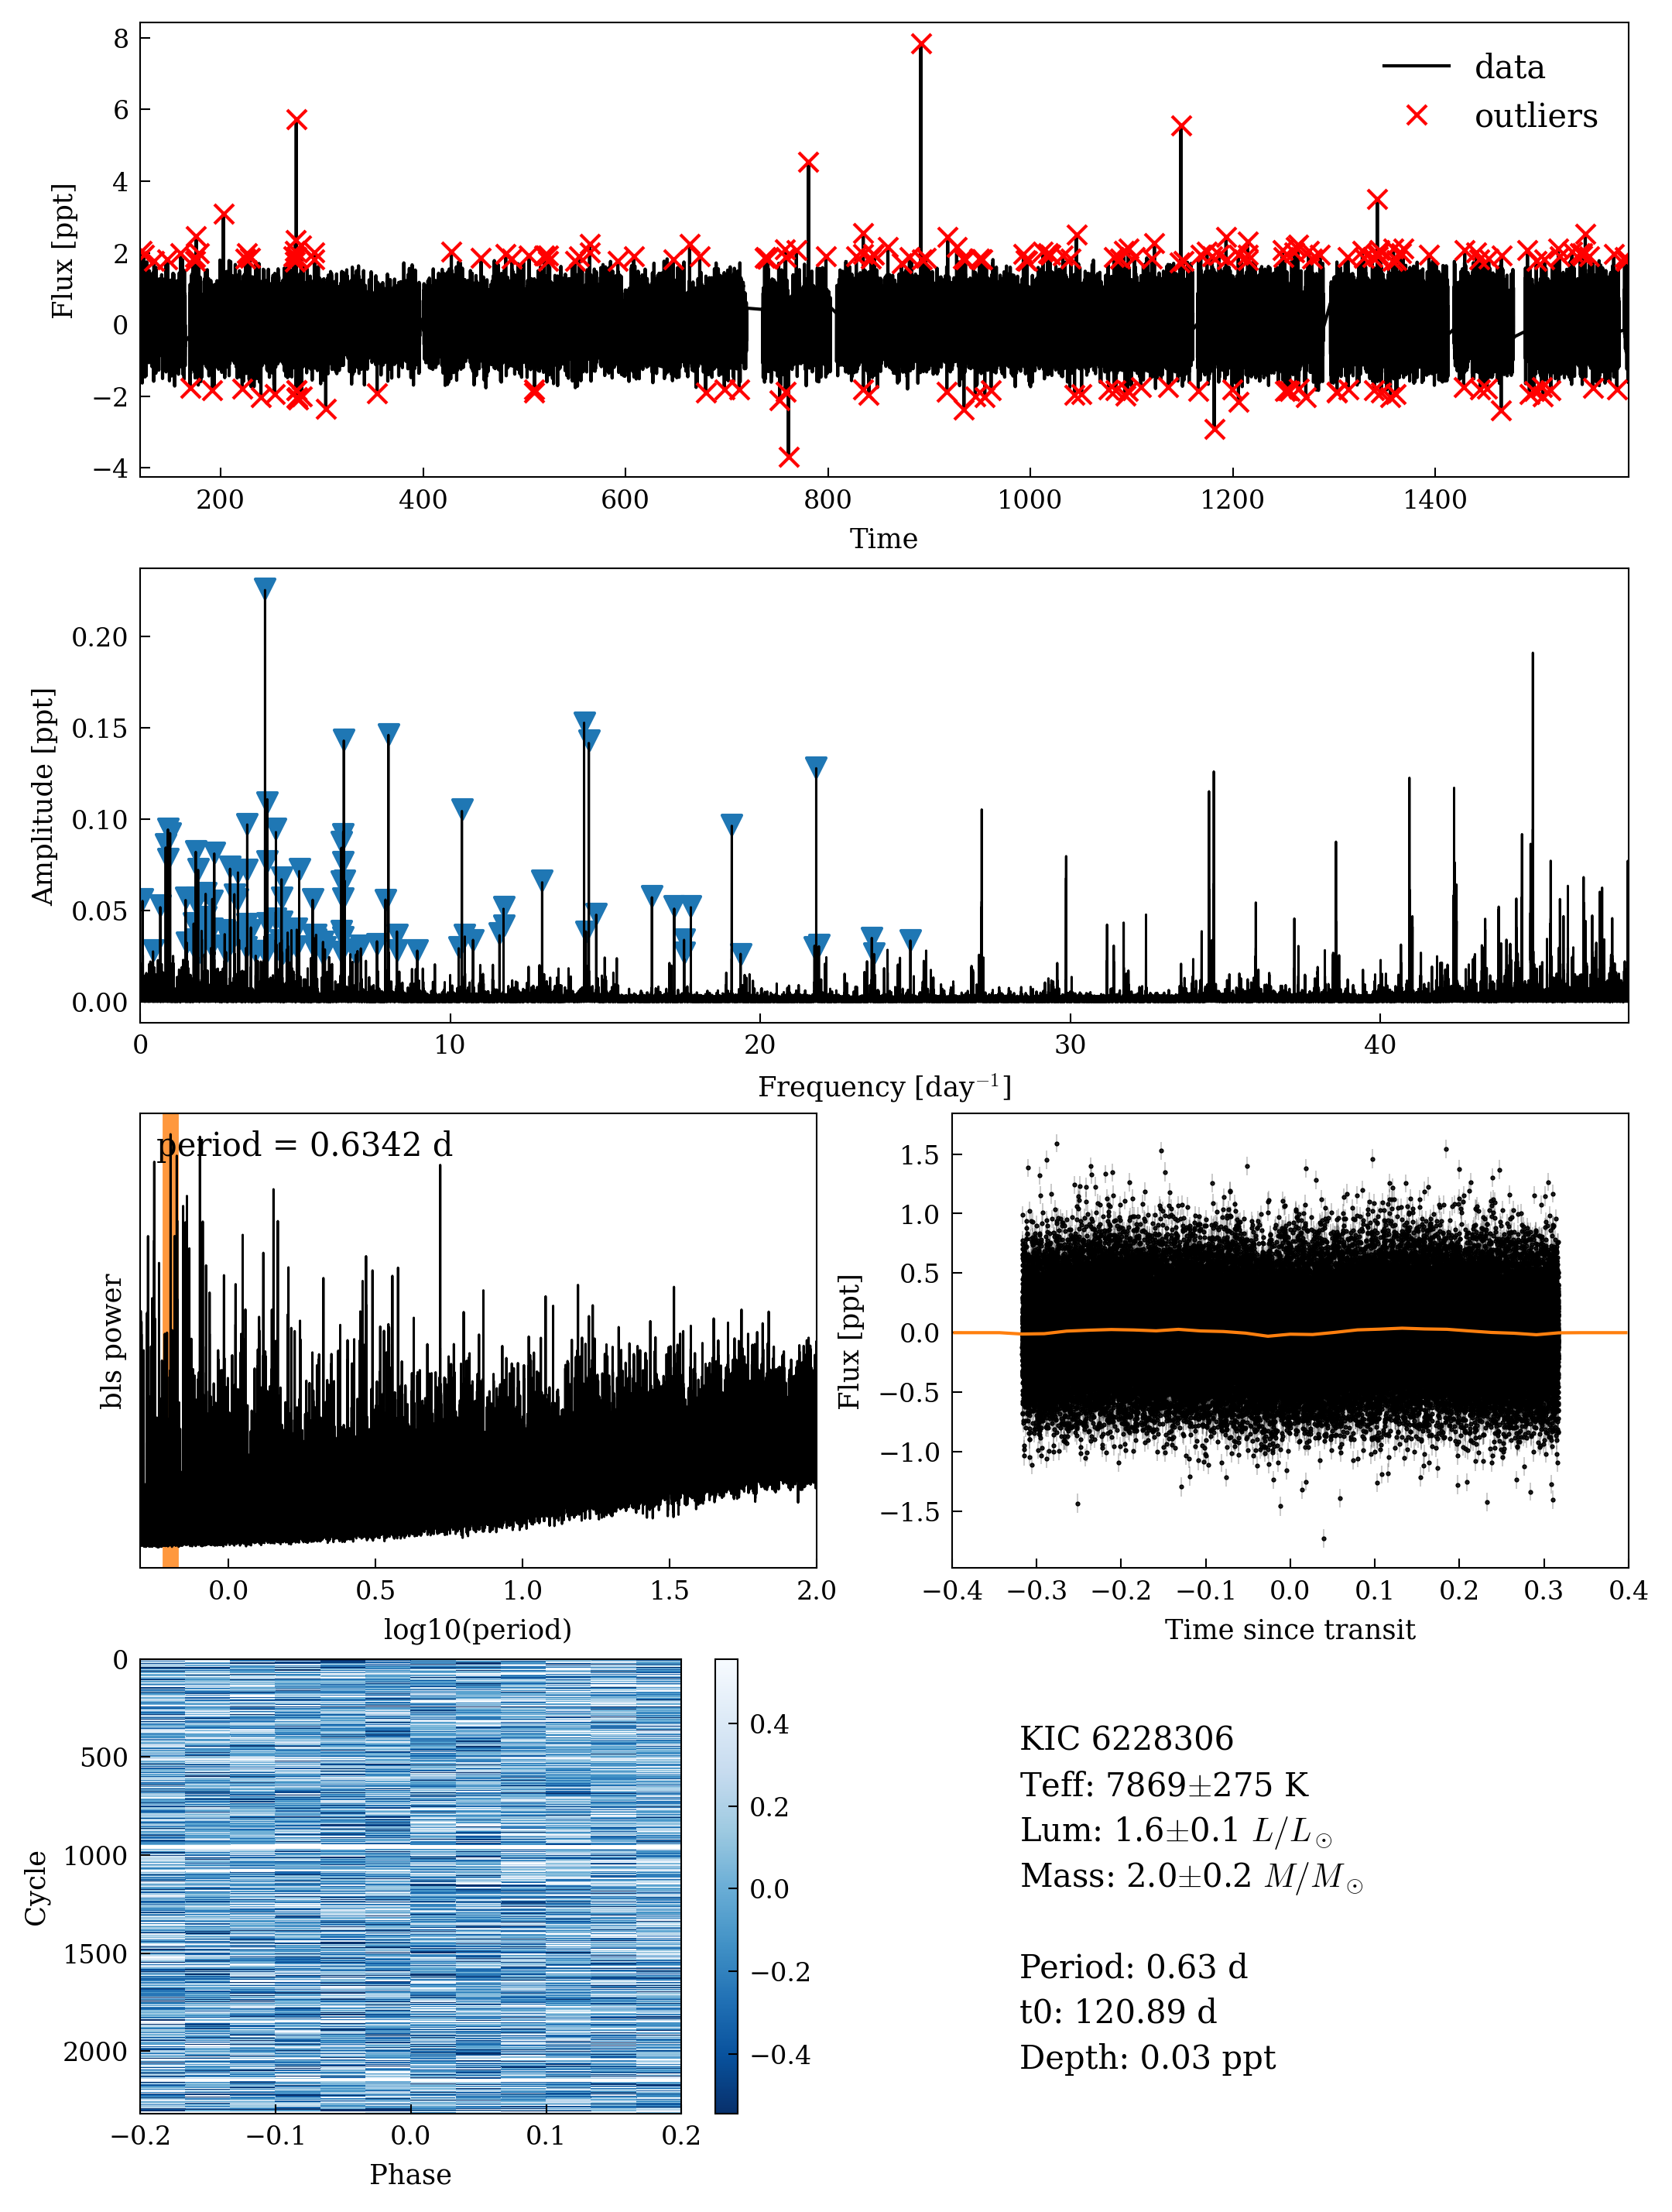 8
6
4
2
0
−2
−4
Flux [ppt]
data
outliers
200 400 600 800 1000 1200 1400
Time
0.20
0.15
0.10
0.05
0.00
Amplitude [ppt]
0 10 20 30 40
Frequency [day⁻¹]
period = 0.6342 d
bls power
0.0 0.5 1.0 1.5 2.0
log10(period)
1.5
1.0
0.5
0.0
−0.5
−1.0
−1.5
Flux [ppt]
−0.4 −0.3 −0.2 −0.1 0.0 0.1 0.2 0.3 0.4
Time since transit
0
500
1000
1500
2000
Cycle
−0.2 −0.1 0.0 0.1 0.2
Phase
0.4
0.2
0.0
−0.2
−0.4
KIC 6228306
Teff: 7869±275 K
Lum: 1.6±0.1 L/L⊙
Mass: 2.0±0.2 M/M⊙
Period: 0.63 d
t0: 120.89 d
Depth: 0.03 ppt